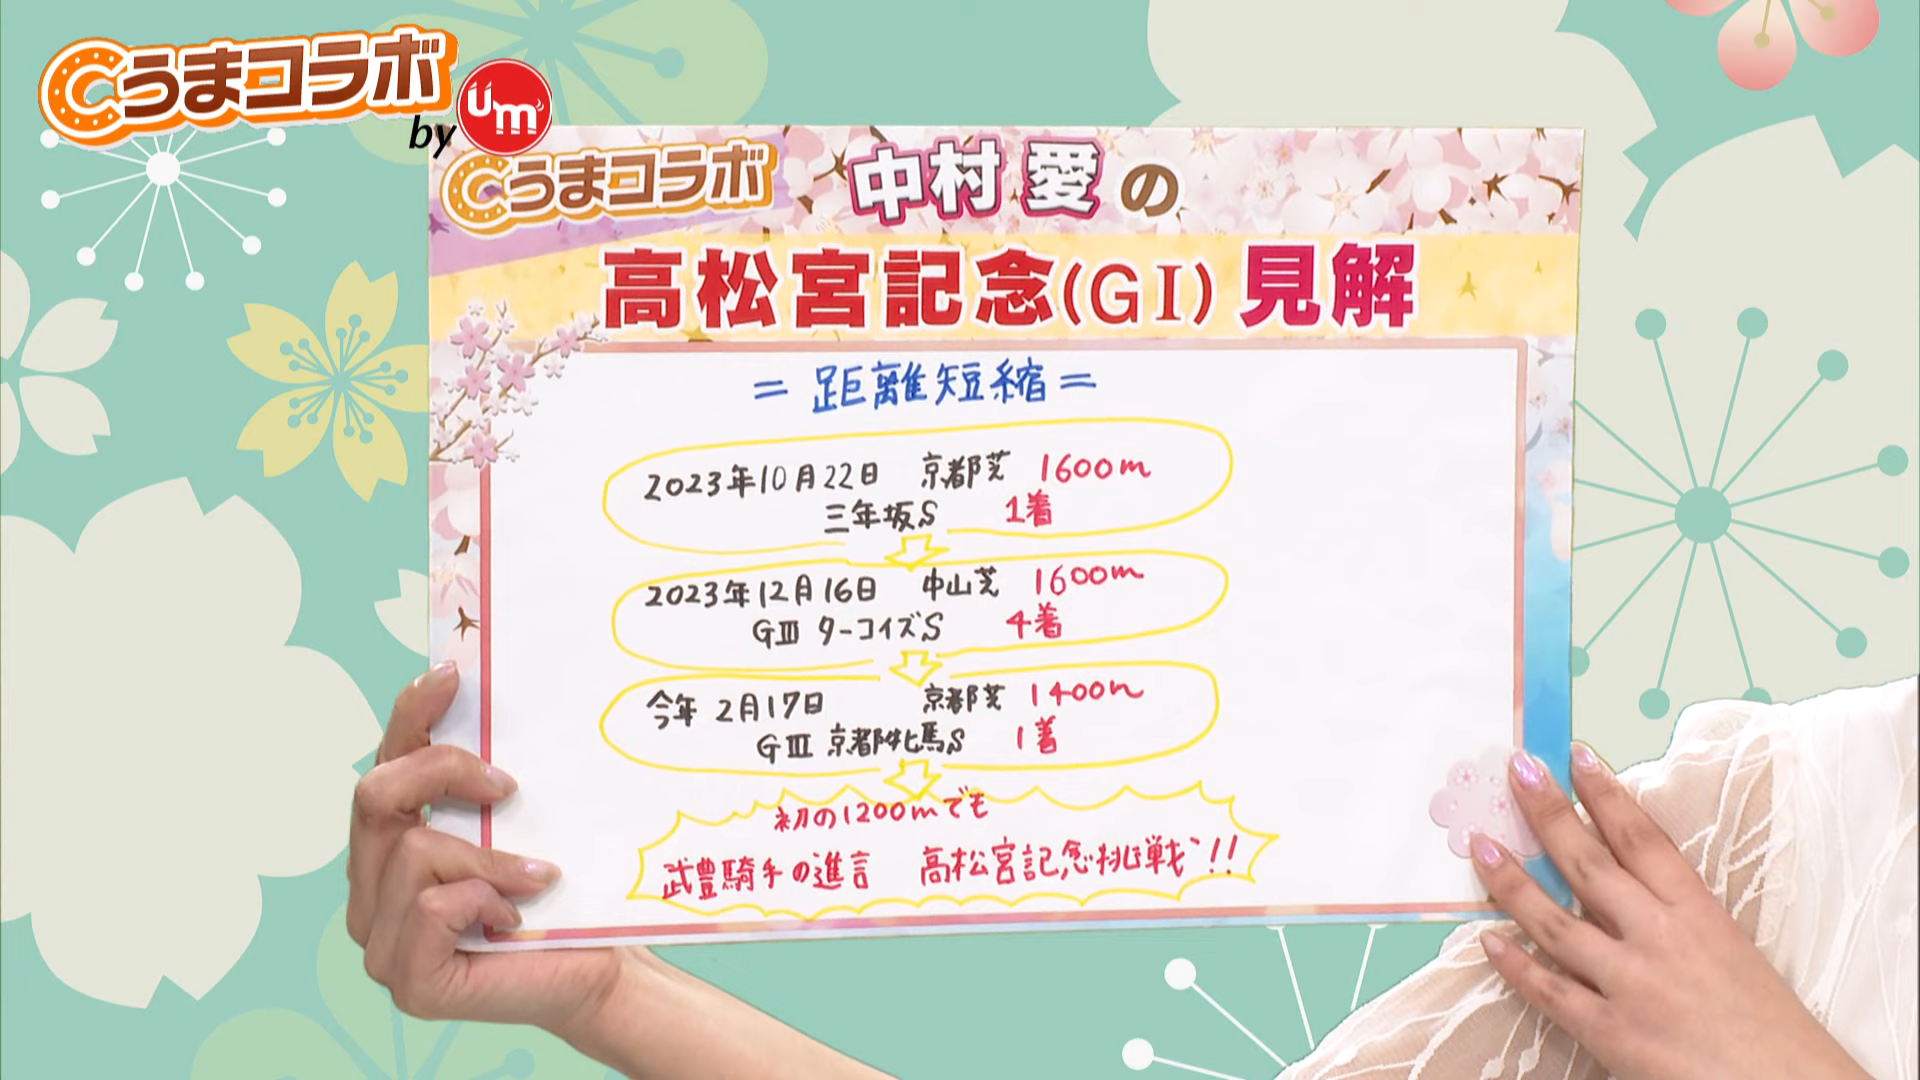 うまコラボ
by Um
うまコラボ 中村 愛 の
高松宮記念(GⅠ) 見解
= 距離短縮 =
2023年10月22日 京都芝 1600m
三年坂S 1着
2023年12月16日 中山芝 1600m
GⅢ ターコイズS 4着
今年 2月17日 京都芝 1400m
GⅢ 京都牝馬S 1着
初の1200mでも
武豊騎手の進言 高松宮記念挑戦!!